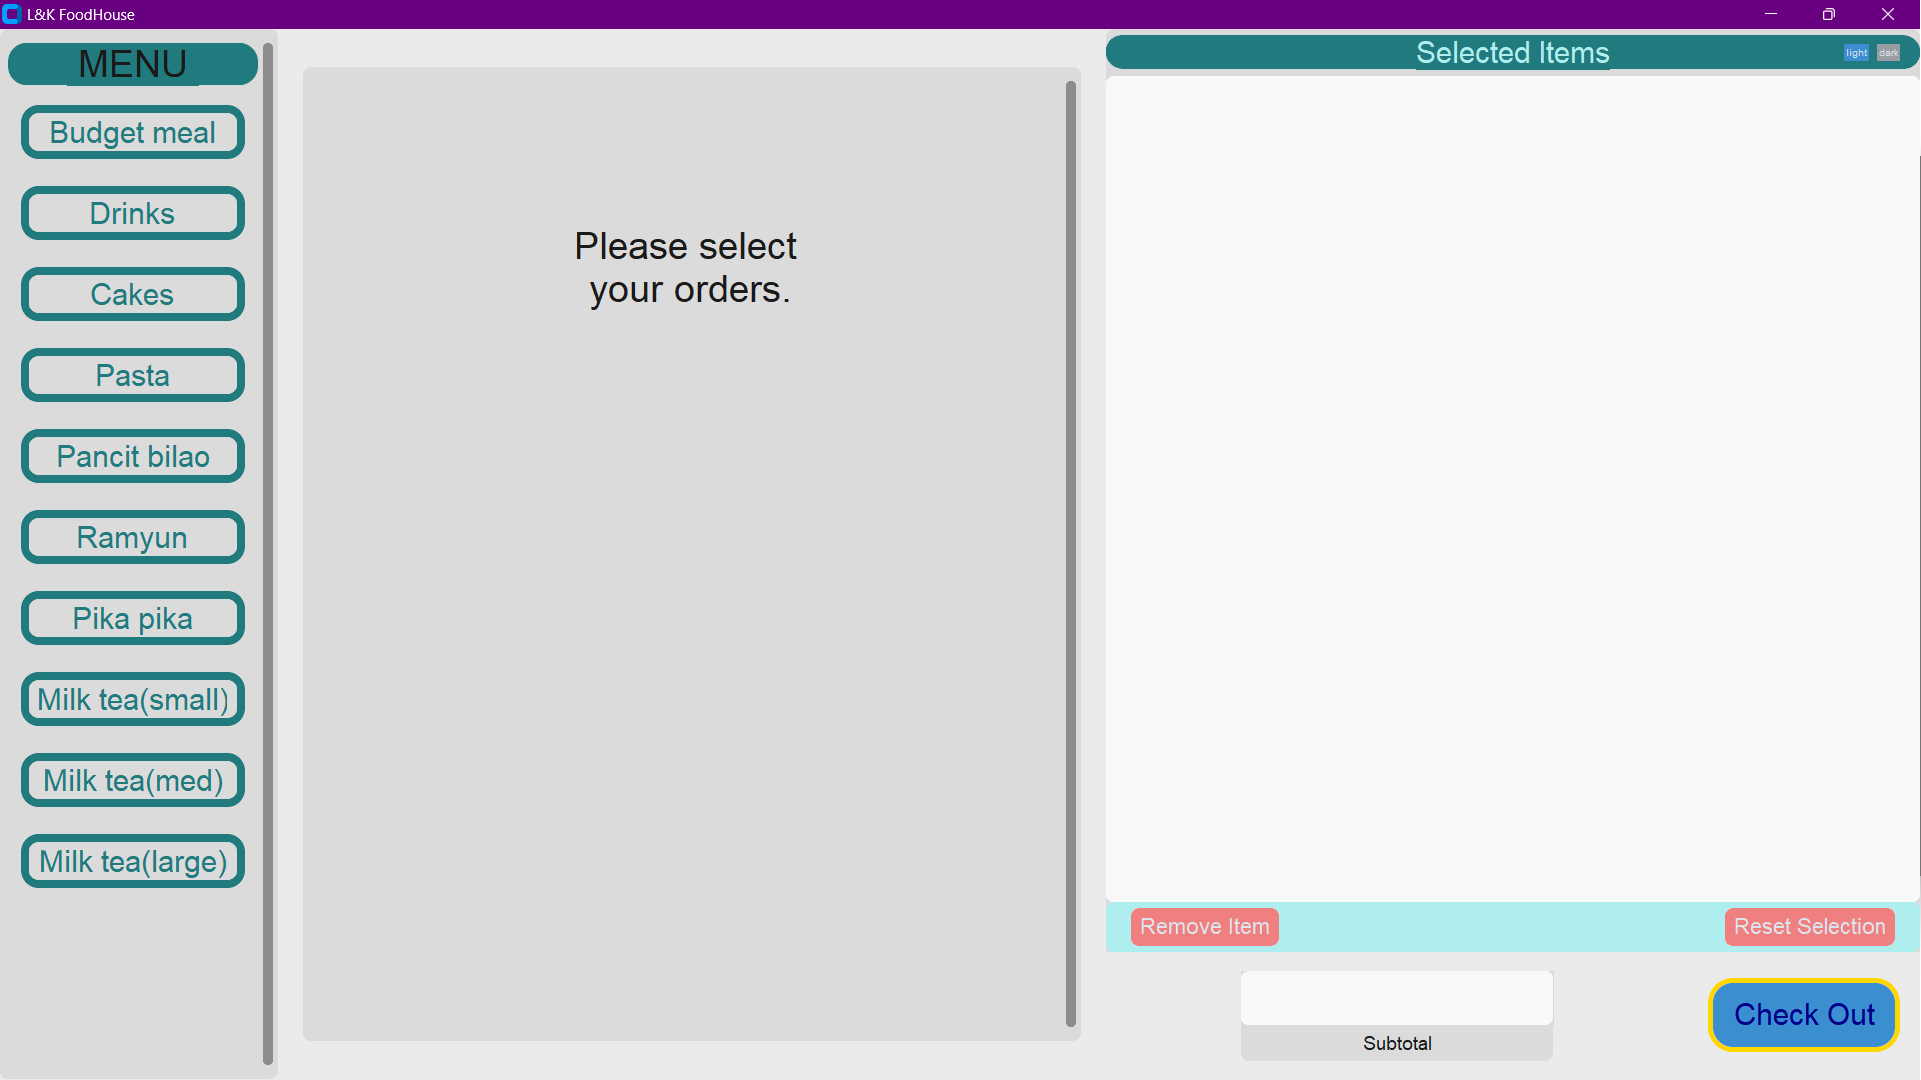 L&K FoodHouse
MENU
Budget meal
Drinks
Cakes
Pasta
Pancit bilao
Ramyun
Pika pika
Milk tea(small)
Milk tea(med)
Milk tea(large)
Please select
your orders.
Selected Items
light
dark
Remove Item
Reset Selection
Subtotal
Check Out